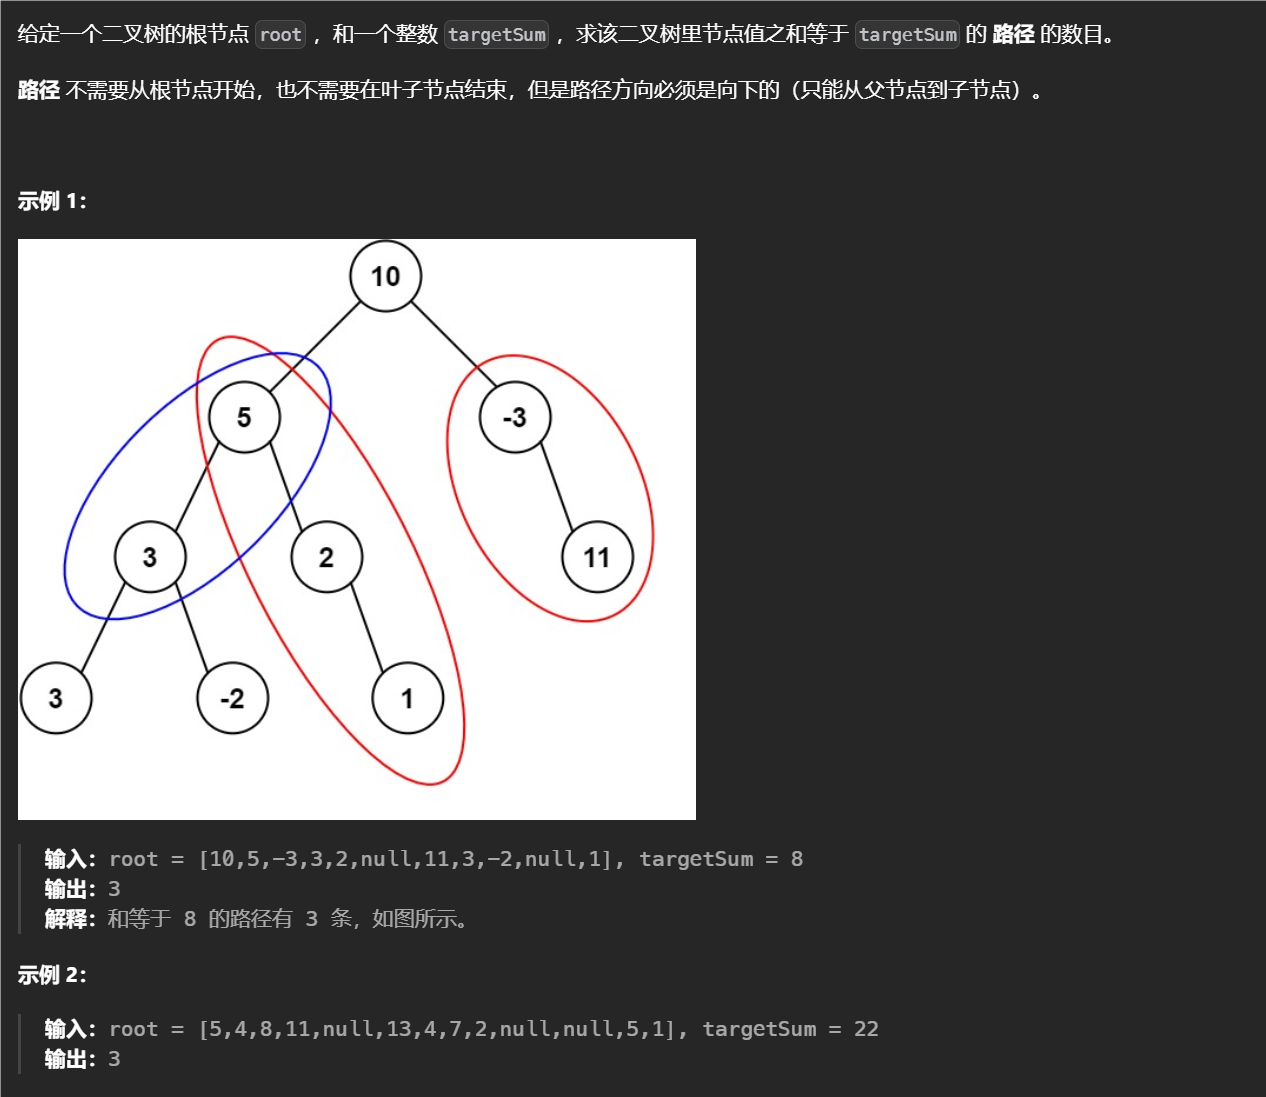 给定一个二叉树的根节点 root ，和一个整数 targetSum ，求该二叉树里节点值之和等于 targetSum 的 路径 的数目。
路径 不需要从根节点开始，也不需要在叶子节点结束，但是路径方向必须是向下的（只能从父节点到子节点）。
示例 1：
10
5 -3
3 2 11
3 -2 1
输入：root = [10,5,-3,3,2,null,11,3,-2,null,1], targetSum = 8
输出：3
解释：和等于 8 的路径有 3 条，如图所示。
示例 2：
输入：root = [5,4,8,11,null,13,4,7,2,null,null,5,1], targetSum = 22
输出：3